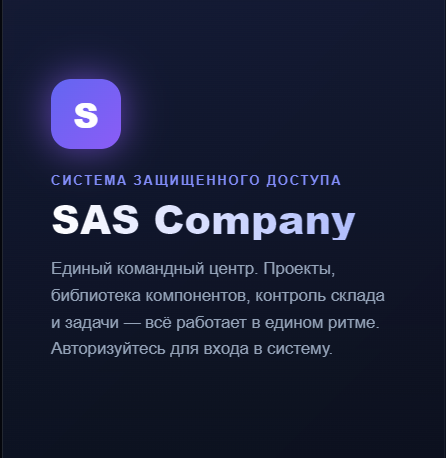 S
СИСТЕМА ЗАЩИЩЕННОГО ДОСТУПА
SAS Company
Единый командный центр. Проекты,
библиотека компонентов, контроль склада
и задачи — всё работает в едином ритме.
Авторизуйтесь для входа в систему.